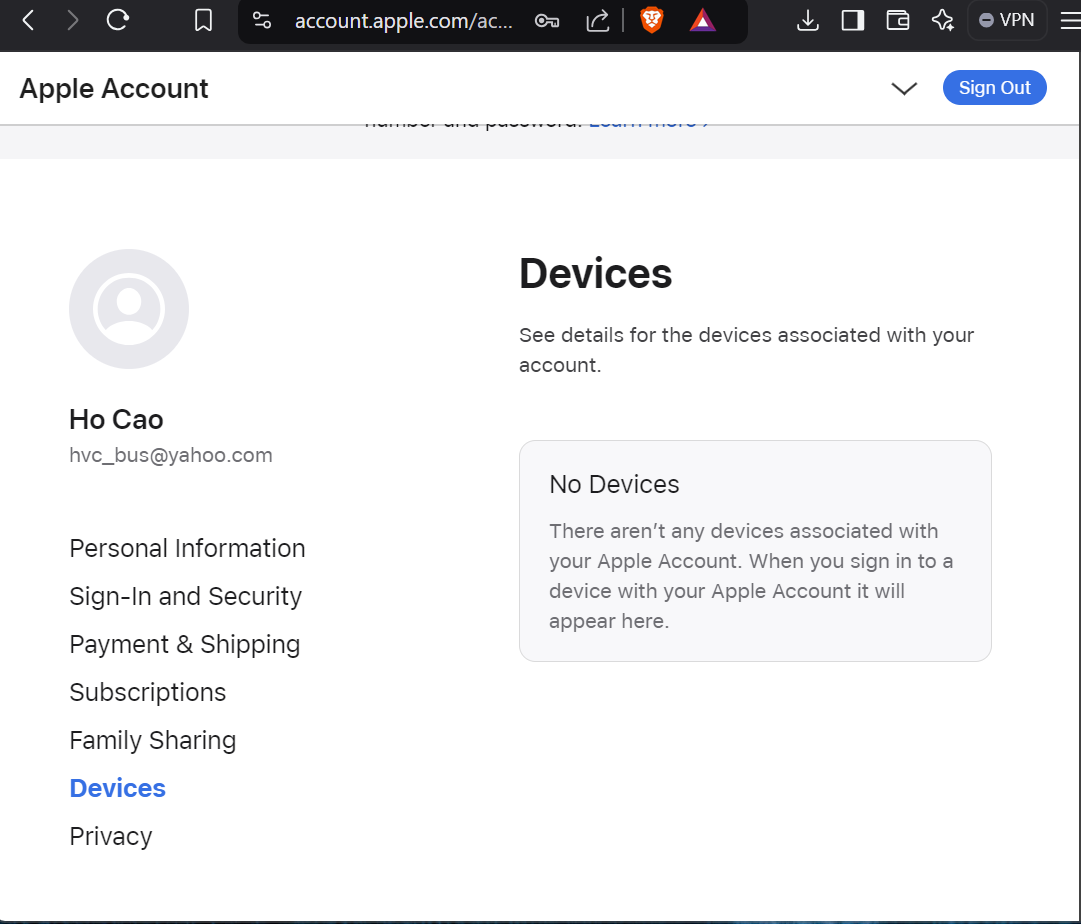 account.apple.com/ac...
VPN
Apple Account
Sign Out
number and password. Learn more >
Devices
See details for the devices associated with your
account.
Ho Cao
hvc_bus@yahoo.com
No Devices
There aren’t any devices associated with
your Apple Account. When you sign in to a
device with your Apple Account it will
appear here.
Personal Information
Sign-In and Security
Payment & Shipping
Subscriptions
Family Sharing
Devices
Privacy